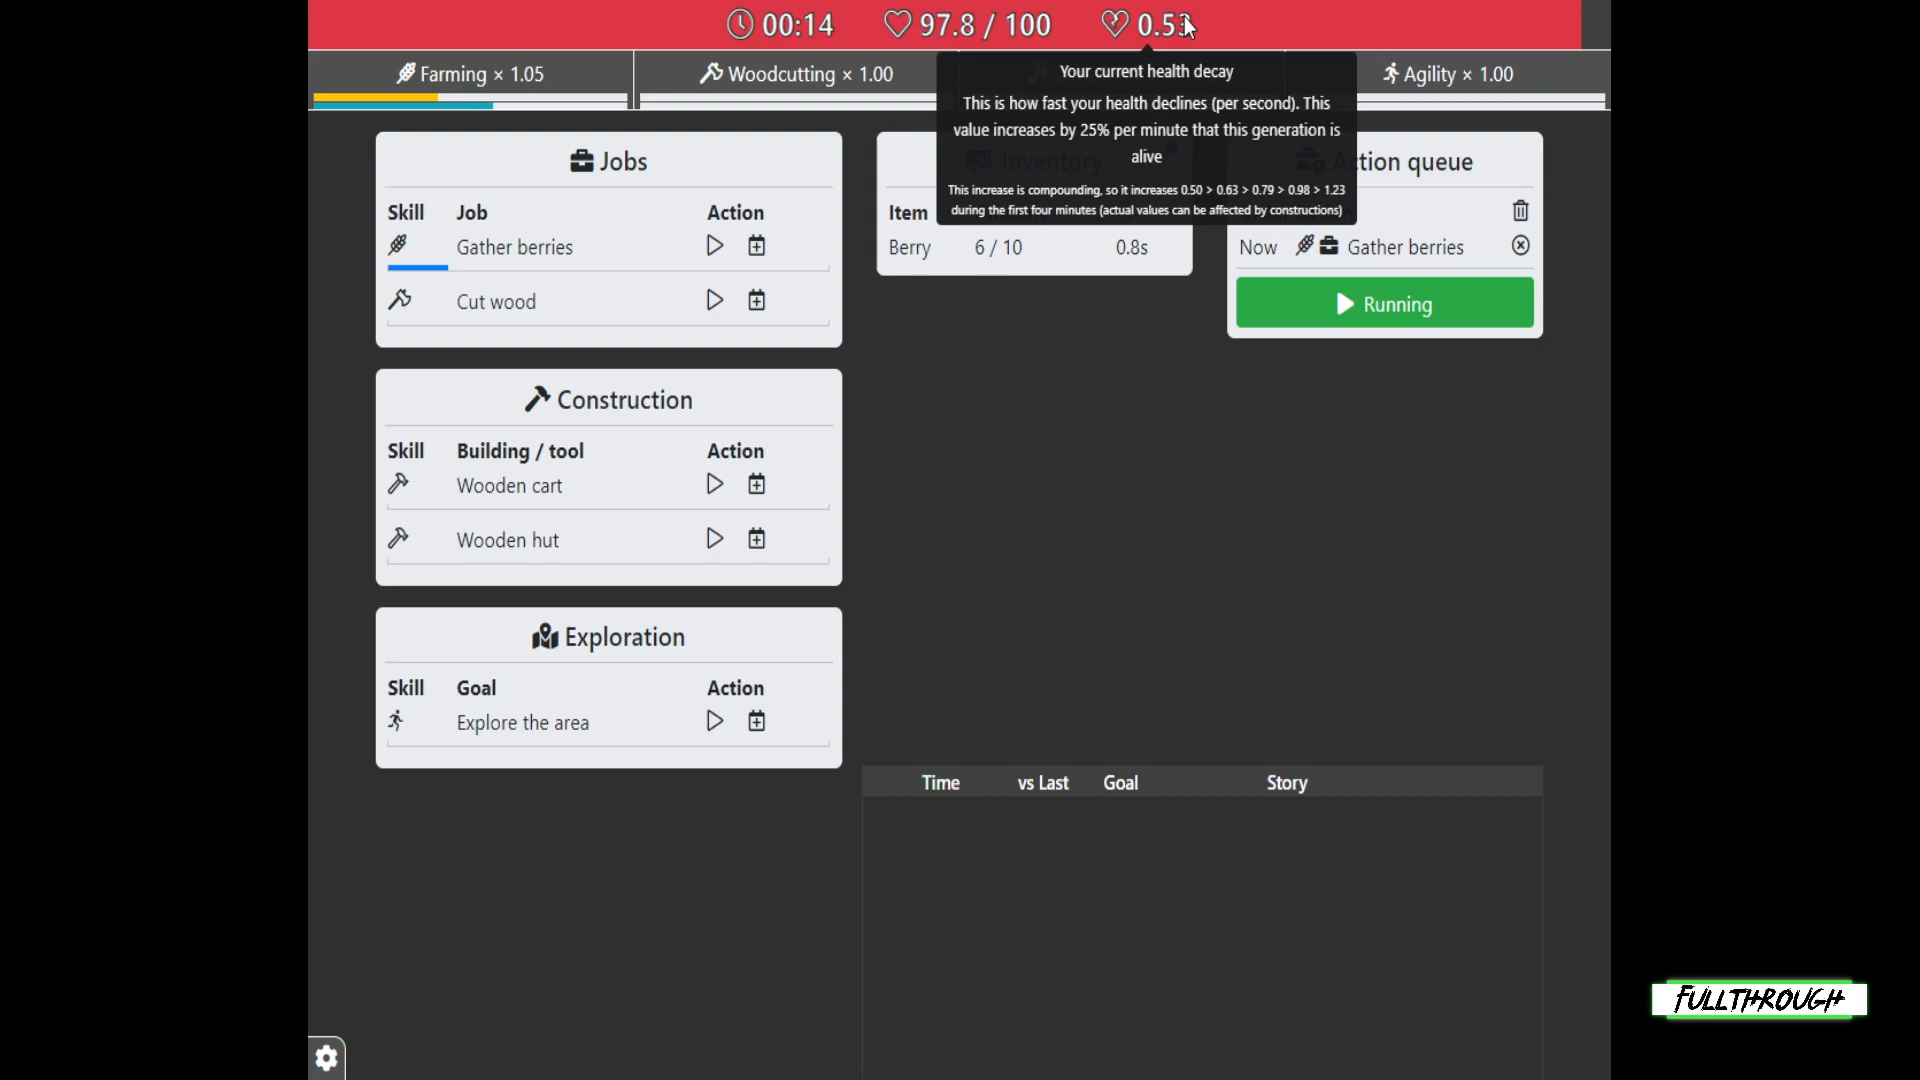 00:14
97.8 / 100
0.53
Farming × 1.05
Woodcutting × 1.00
Agility × 1.00
Your current health decay
This is how fast your health declines (per second). This
value increases by 25% per minute that this generation is
alive
This increase is compounding, so it increases 0.50 > 0.63 > 0.79 > 0.98 > 1.23
during the first four minutes (actual values can be affected by constructions)
Jobs
Skill Job Action
Gather berries
Cut wood
Construction
Skill Building / tool Action
Wooden cart
Wooden hut
Exploration
Skill Goal Action
Explore the area
Inventory
Item
Berry 6 / 10 0.8s
Action queue
Now Gather berries
Running
Time vs Last Goal Story
FULLTHROUGH